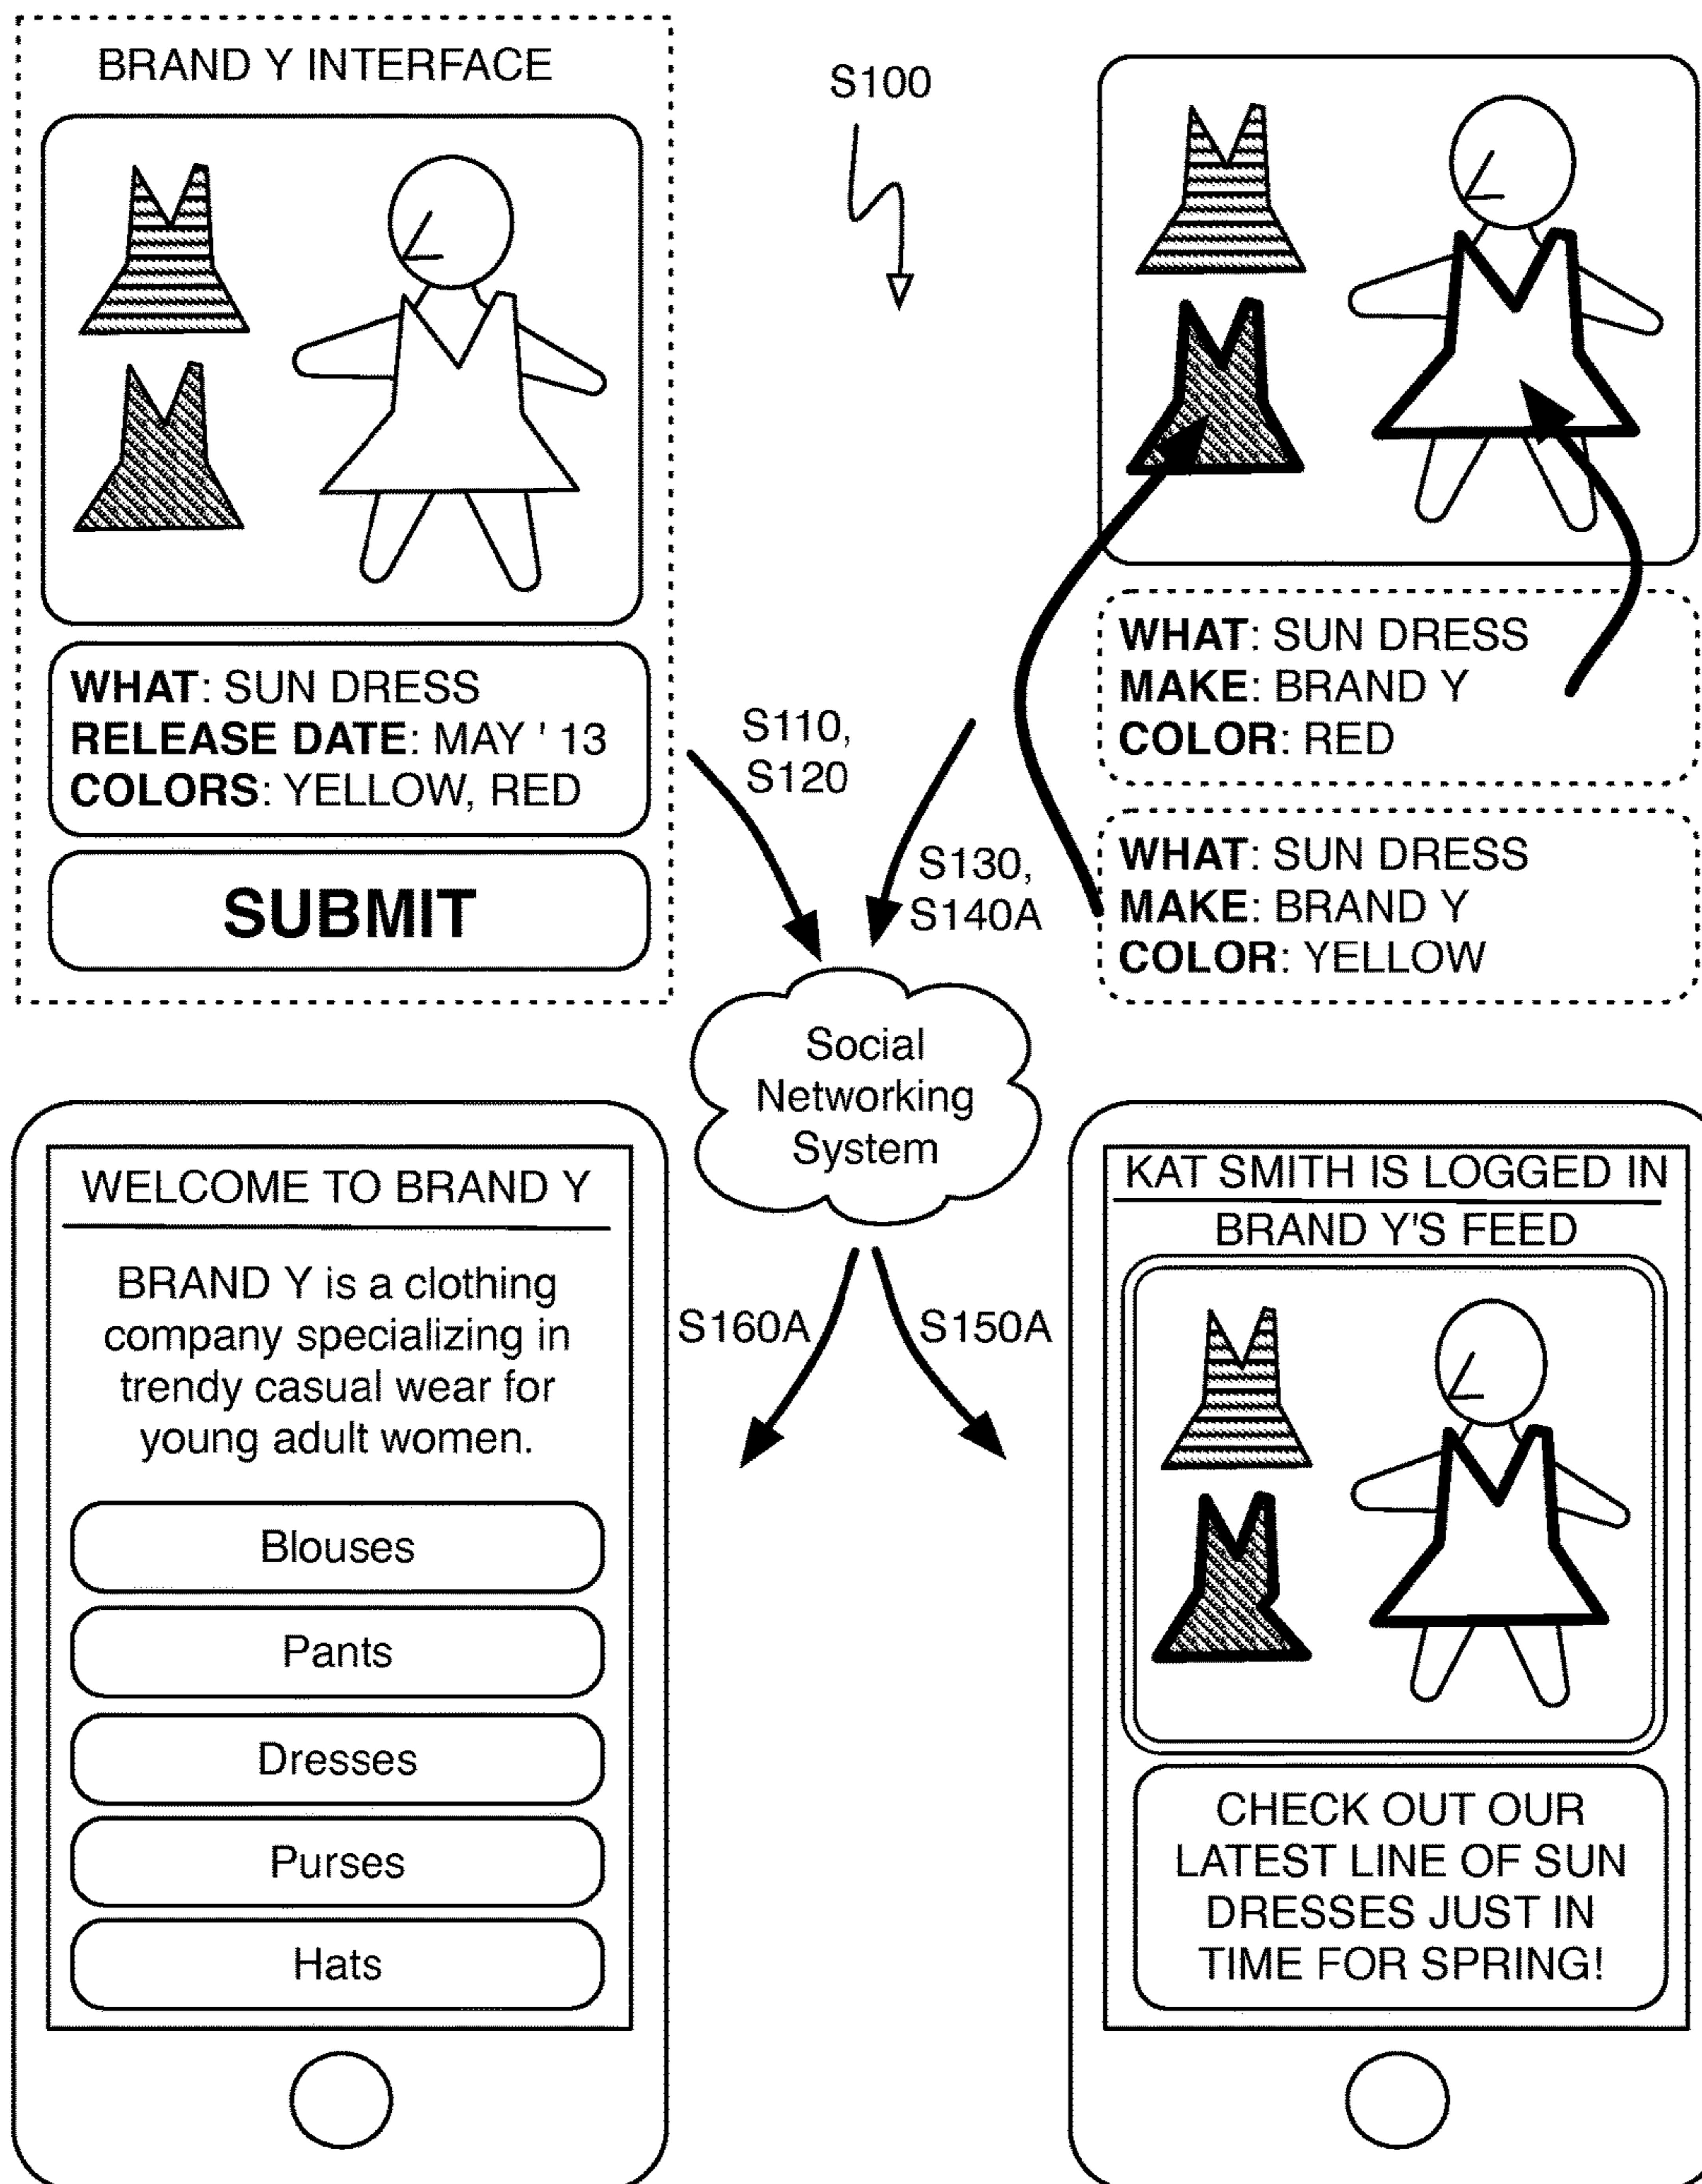 BRAND Y INTERFACE
WHAT: SUN DRESS
RELEASE DATE: MAY ' 13
COLORS: YELLOW, RED
SUBMIT
S100
S110,
S120
S130,
S140A
WHAT: SUN DRESS
MAKE: BRAND Y
COLOR: RED
WHAT: SUN DRESS
MAKE: BRAND Y
COLOR: YELLOW
Social
Networking
System
S160A
S150A
WELCOME TO BRAND Y
BRAND Y is a clothing
company specializing in
trendy casual wear for
young adult women.
Blouses
Pants
Dresses
Purses
Hats
KAT SMITH IS LOGGED IN
BRAND Y'S FEED
CHECK OUT OUR
LATEST LINE OF SUN
DRESSES JUST IN
TIME FOR SPRING!